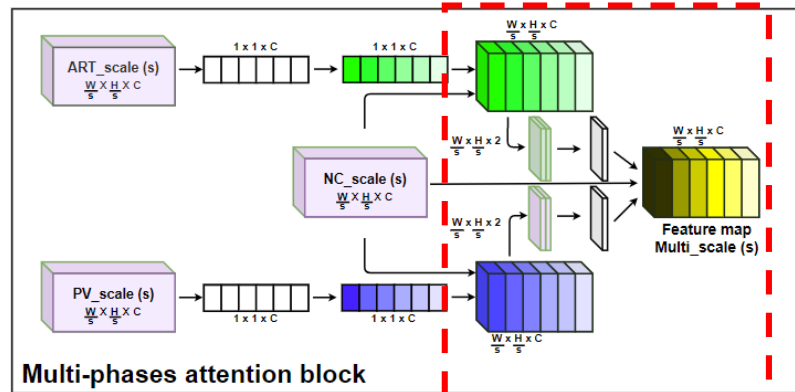 1 x 1 x C
1 x 1 x C
W/s x H/s x C
ART_scale (s)
W/s X H/s X C
W/s x H/s x 2
W/s x H/s x C
NC_scale (s)
W/s X H/s X C
W/s x H/s x 2
Feature map
Multi_scale (s)
PV_scale (s)
W/s X H/s X C
1 x 1 x C
1 x 1 x C
W/s x H/s x C
Multi-phases attention block